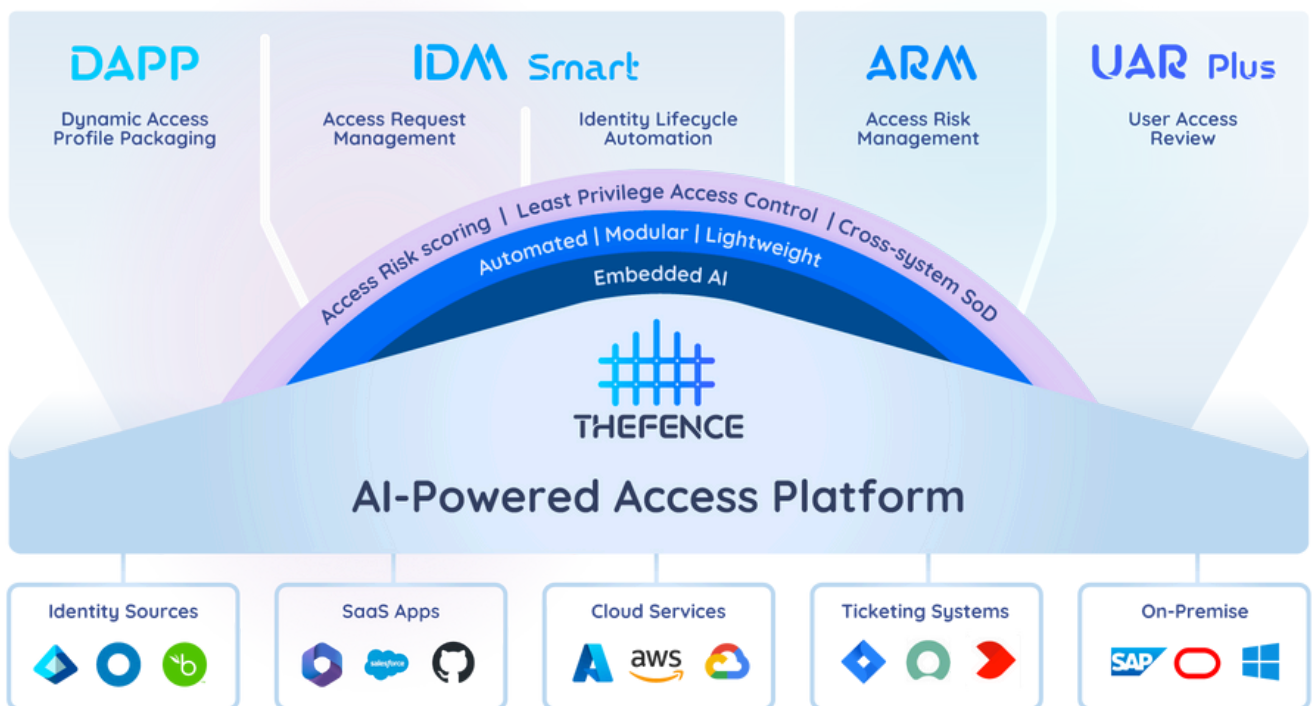 DAPP
Dynamic Access
Profile Packaging
IDM Smart
Access Request
Management
Identity Lifecycle
Automation
ARM
Access Risk
Management
UAR Plus
User Access
Review
Access Risk scoring | Least Privilege Access Control | Cross-system SoD
Automated | Modular | Lightweight
Embedded AI
THEFENCE
AI-Powered Access Platform
Identity Sources
SaaS Apps
salesforce
Cloud Services
aws
Ticketing Systems
On-Premise
SAP